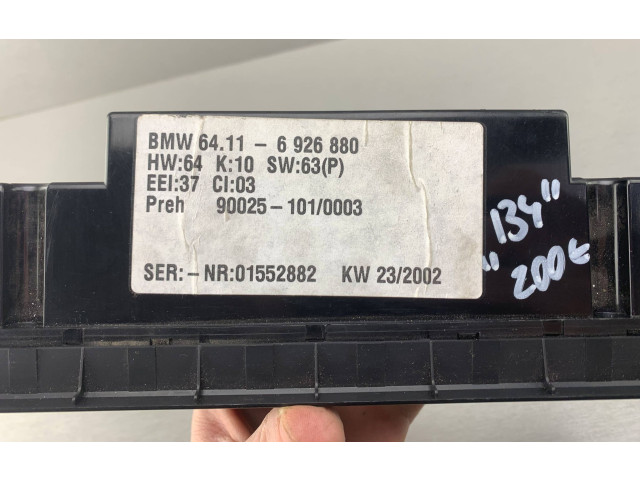 BMW 64.11 - 6 926 880
HW:64 K:10 SW:63(P)
EEI:37 CI:03
Preh 90025-101/0003
SER:-NR:01552882 KW 23/2002
"134"
200€